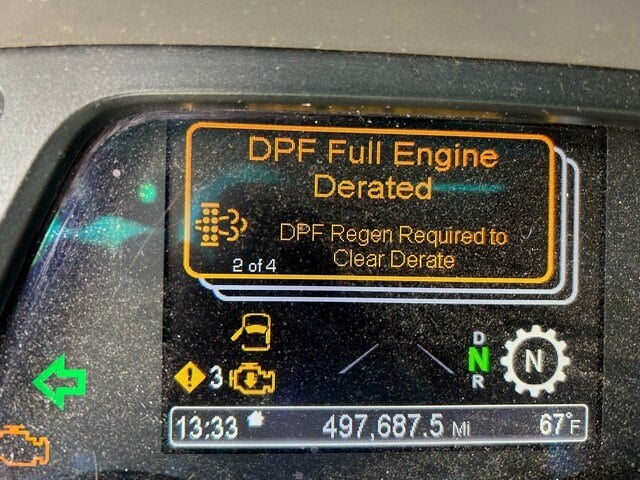 DPF Full Engine
Derated
DPF Regen Required to
Clear Derate
2 of 4
D
N
R
N
3
13:33
497,687.5 MI
67°F